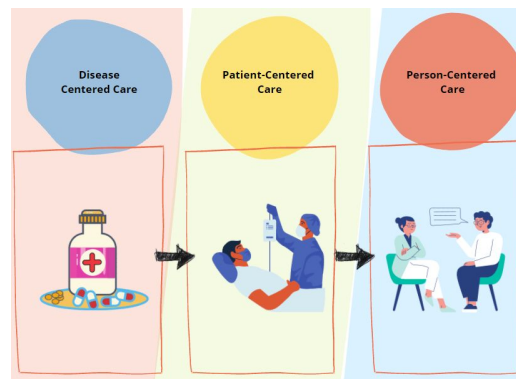 Disease
Centered Care
Patient-Centered
Care
Person-Centered
Care